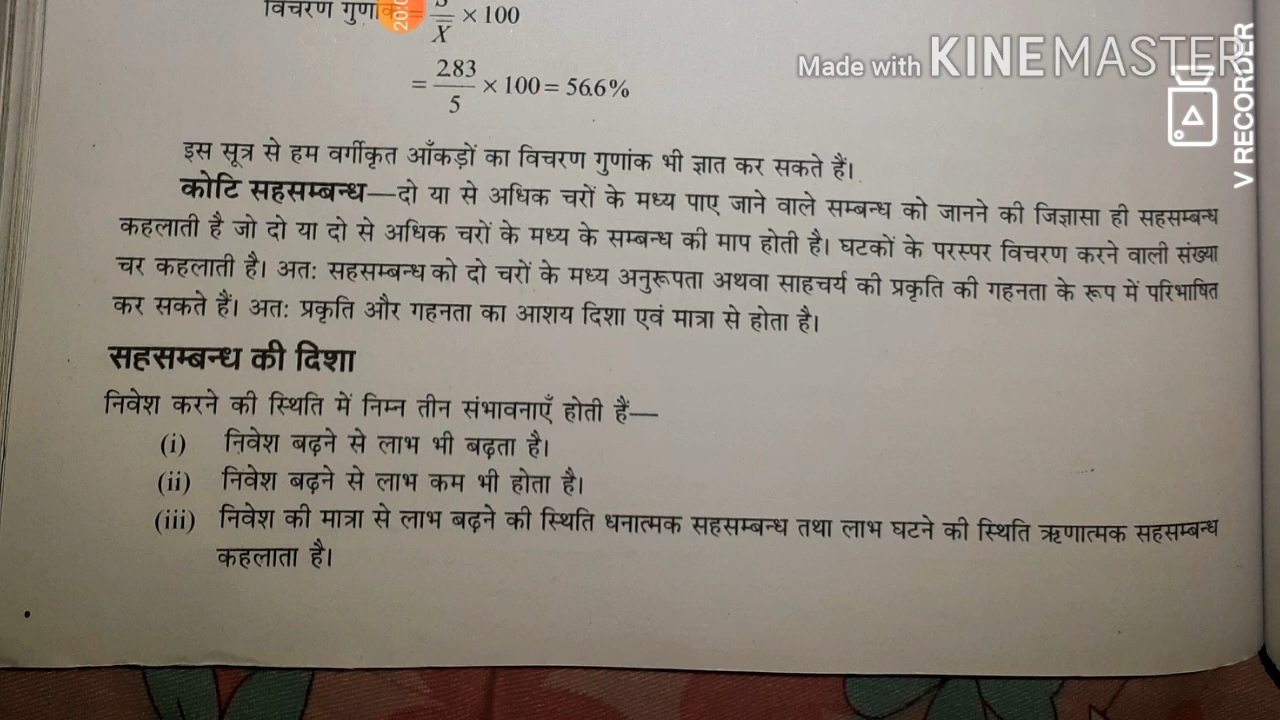 विचरण गुणांक = S/X̄ × 100
Made with KINEMASTER
V RECORDER
= 283/5 × 100 = 56.6%
इस सूत्र से हम वर्गीकृत आँकड़ों का विचरण गुणांक भी ज्ञात कर सकते हैं।
कोटि सहसम्बन्ध—दो या से अधिक चरों के मध्य पाए जाने वाले सम्बन्ध को जानने की जिज्ञासा ही सहसम्बन्ध
कहलाती है जो दो या दो से अधिक चरों के मध्य के सम्बन्ध की माप होती है। घटकों के परस्पर विचरण करने वाली संख्या
चर कहलाती है। अतः सहसम्बन्ध को दो चरों के मध्य अनुरूपता अथवा साहचर्य की प्रकृति की गहनता के रूप में परिभाषित
कर सकते हैं। अतः प्रकृति और गहनता का आशय दिशा एवं मात्रा से होता है।
सहसम्बन्ध की दिशा
निवेश करने की स्थिति में निम्न तीन संभावनाएँ होती हैं—
(i) निवेश बढ़ने से लाभ भी बढ़ता है।
(ii) निवेश बढ़ने से लाभ कम भी होता है।
(iii) निवेश की मात्रा से लाभ बढ़ने की स्थिति धनात्मक सहसम्बन्ध तथा लाभ घटने की स्थिति ऋणात्मक सहसम्बन्ध
कहलाता है।